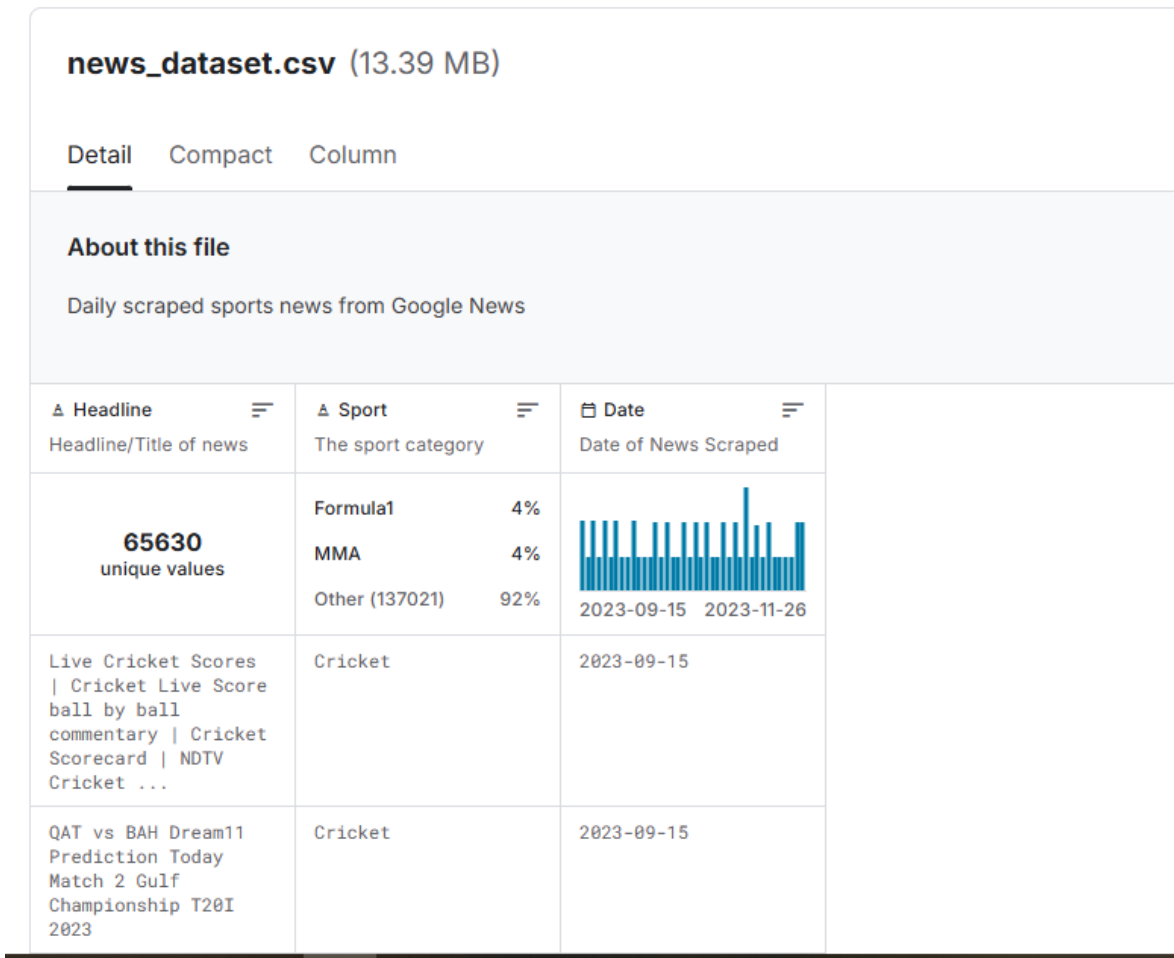 news_dataset.csv (13.39 MB)
Detail Compact Column
About this file
Daily scraped sports news from Google News
Headline
Headline/Title of news
Sport
The sport category
Date
Date of News Scraped
65630
unique values
Formula1 4%
MMA 4%
Other (137021) 92%
2023-09-15 2023-11-26
Live Cricket Scores
| Cricket Live Score
ball by ball
commentary | Cricket
Scorecard | NDTV
Cricket ...
Cricket
2023-09-15
QAT vs BAH Dream11
Prediction Today
Match 2 Gulf
Championship T20I
2023
Cricket
2023-09-15